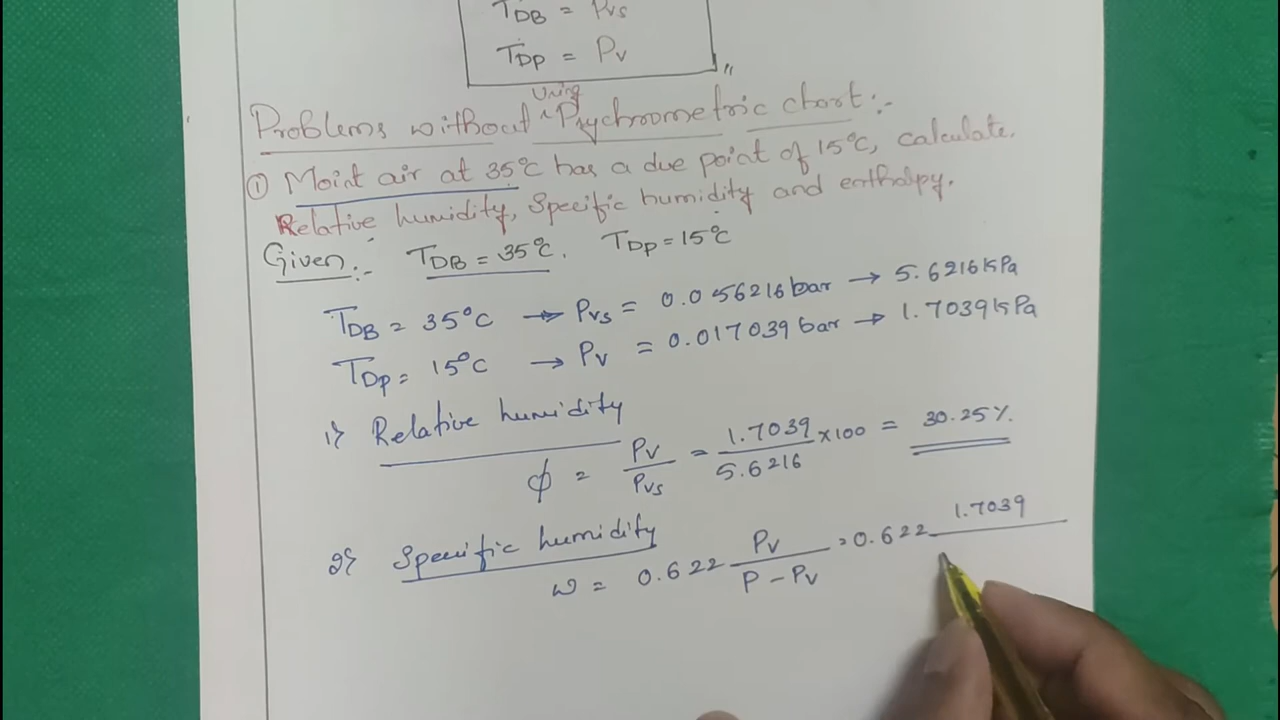 TDB = Pvs
TDp = Pv
Using
Problems without ^ Psychrometric chart :-
① Moist air at 35°C has a due point of 15°C, calculate.
Relative humidity, Specific humidity and enthalpy.
Given :- TDB = 35°C. TDp = 15°C
TDB = 35°C → Pvs = 0.056216 bar → 5.6216 kPa
TDp = 15°C → Pv = 0.017039 bar → 1.7039 kPa
1} Relative humidity
ϕ = Pv/Pvs = 1.7039/5.6216 ×100 = 30.25%.
2} Specific humidity
ω = 0.622 Pv/P - Pv = 0.622 1.7039